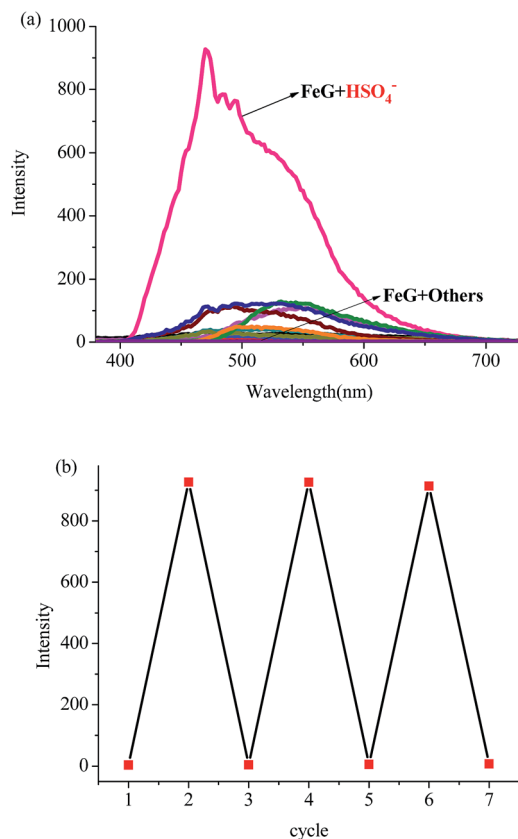 (a)
1000
800
600
400
200
0
Intensity
FeG+HSO₄⁻
FeG+Others
400 500 600 700
Wavelength(nm)
(b)
800
600
400
200
0
Intensity
1 2 3 4 5 6 7
cycle